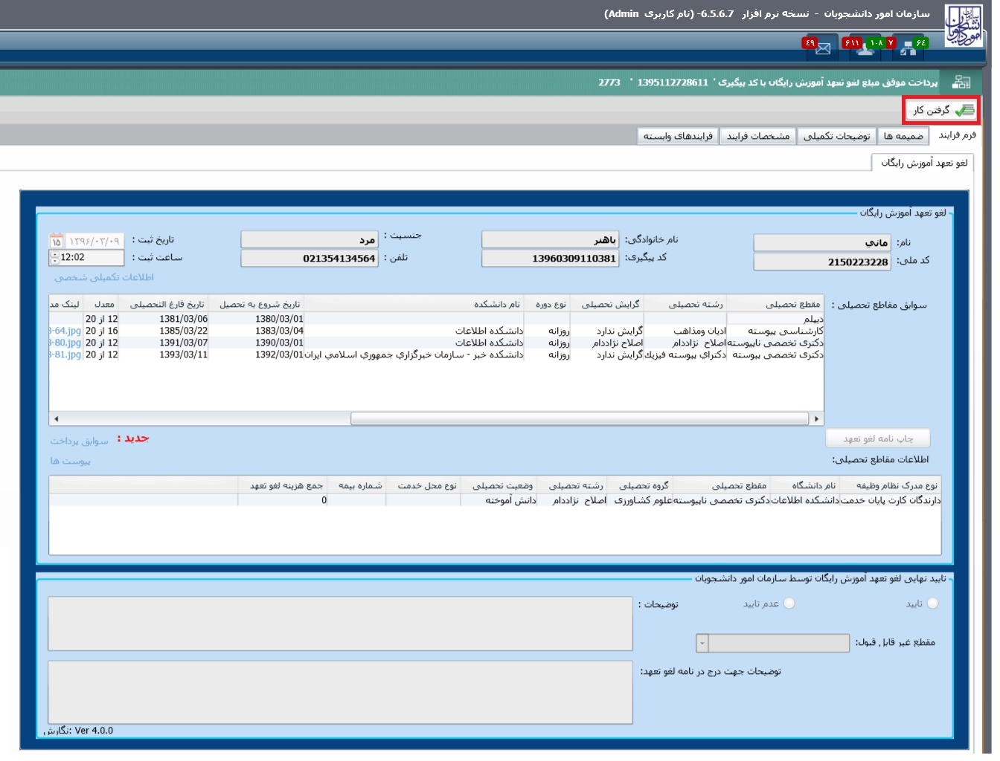 سازمان امور دانشجویان - نسخه نرم افزار 6.5.6.7- (نام کاربری Admin)
۶۴ ۷ ۱۰۸ ۶۱۱ ۴۹
پرداخت موفق مبلغ لغو تعهد آموزش رایگان با کد پیگیری ' 1395112728611 ' 2773
گرفتن کار
فرم فرایند ضمیمه ها توضیحات تکمیلی مشخصات فرایند فرایندهای وابسته
لغو تعهد آموزش رایگان
لغو تعهد آموزش رایگان
نام: ماني نام خانوادگی: باهنر جنسیت : مرد تاریخ ثبت : ۱۳۹۶/۰۳/۰۹ ۱۵
کد ملی: 2150223228 کد پیگیری: 13960309110381 تلفن : 021354134564 ساعت ثبت : 12:02
اطلاعات تکمیلی شخصی
سوابق مقاطع تحصیلی :
مقطع تحصیلی رشته تحصیلی گرایش تحصیلی نوع دوره نام دانشکده تاریخ شروع به تحصیل تاریخ فارغ التحصیلی معدل لینک مد
دیپلم 1380/03/01 1381/03/06 12 از 20
کارشناسی پیوسته ادیان ومذاهب گرایش ندارد روزانه دانشکده اطلاعات 1383/03/04 1385/03/22 16 از 20 3-64.jpg
دکتری تخصصی ناپیوسته اصلاح نژاددام اصلاح نژاددام روزانه دانشکده اطلاعات 1390/03/01 1391/03/07 12 از 20 3-80.jpg
دکتری تخصصی پیوسته دکتراي پیوسته فیزیك گرایش ندارد روزانه دانشکده خبر - سازمان خبرگزاري جمهوري اسلامي ایران 1392/03/01 1393/03/11 12 از 20 3-81.jpg
چاپ نامه لغو تعهد جدید : سوابق پرداخت
اطلاعات مقاطع تحصیلی: پیوست ها
نوع مدرک نظام وظیفه نام دانشگاه مقطع تحصیلی گروه تحصیلی رشته تحصیلی وضعیت تحصیلی نوع محل خدمت شماره بیمه جمع هزینه لغو تعهد
دارندگان کارت پایان خدمت دانشکده اطلاعات دکتری تخصصی ناپیوسته علوم کشاورزی اصلاح نژاددام دانش آموخته 0
تایید نهایی لغو تعهد آموزش رایگان توسط سازمان امور دانشجویان
تایید عدم تایید توضیحات :
مقطع غیر قابل قبول:
توضیحات جهت درج در نامه لغو تعهد:
نگارش: Ver 4.0.0